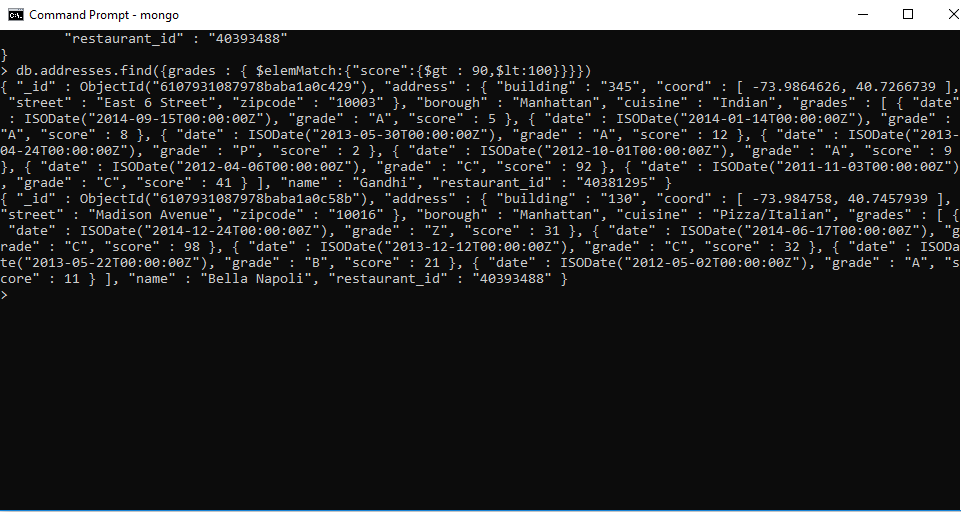 Command Prompt - mongo
"restaurant_id" : "40393488"
}
> db.addresses.find({grades : { $elemMatch:{"score":{$gt : 90,$lt:100}}}})
{ "_id" : ObjectId("6107931087978baba1a0c429"), "address" : { "building" : "345", "coord" : [ -73.9864626, 40.7266739 ],
"street" : "East 6 Street", "zipcode" : "10003" }, "borough" : "Manhattan", "cuisine" : "Indian", "grades" : [ { "date"
: ISODate("2014-09-15T00:00:00Z"), "grade" : "A", "score" : 5 }, { "date" : ISODate("2014-01-14T00:00:00Z"), "grade" :
"A", "score" : 8 }, { "date" : ISODate("2013-05-30T00:00:00Z"), "grade" : "A", "score" : 12 }, { "date" : ISODate("2013-
04-24T00:00:00Z"), "grade" : "P", "score" : 2 }, { "date" : ISODate("2012-10-01T00:00:00Z"), "grade" : "A", "score" : 9
}, { "date" : ISODate("2012-04-06T00:00:00Z"), "grade" : "C", "score" : 92 }, { "date" : ISODate("2011-11-03T00:00:00Z")
, "grade" : "C", "score" : 41 } ], "name" : "Gandhi", "restaurant_id" : "40381295" }
{ "_id" : ObjectId("6107931087978baba1a0c58b"), "address" : { "building" : "130", "coord" : [ -73.984758, 40.7457939 ],
"street" : "Madison Avenue", "zipcode" : "10016" }, "borough" : "Manhattan", "cuisine" : "Pizza/Italian", "grades" : [ {
"date" : ISODate("2014-12-24T00:00:00Z"), "grade" : "Z", "score" : 31 }, { "date" : ISODate("2014-06-17T00:00:00Z"), "g
rade" : "C", "score" : 98 }, { "date" : ISODate("2013-12-12T00:00:00Z"), "grade" : "C", "score" : 32 }, { "date" : ISODa
te("2013-05-22T00:00:00Z"), "grade" : "B", "score" : 21 }, { "date" : ISODate("2012-05-02T00:00:00Z"), "grade" : "A", "s
core" : 11 } ], "name" : "Bella Napoli", "restaurant_id" : "40393488" }
>